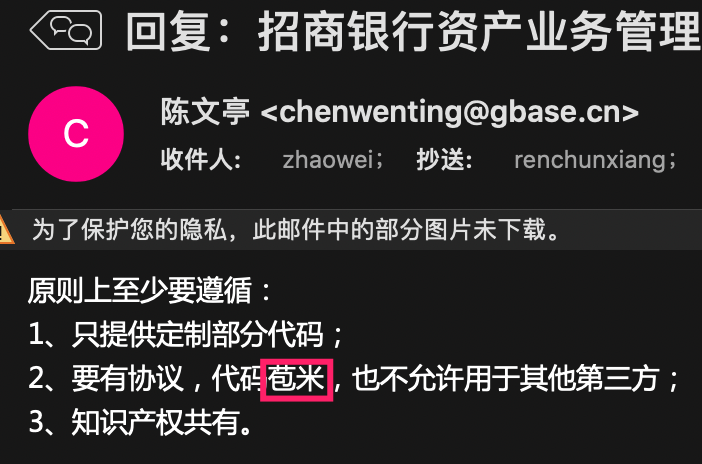 回复：招商银行资产业务管理
C
陈文亭 <chenwenting@gbase.cn>
收件人: zhaowei; 抄送: renchunxiang;
为了保护您的隐私，此邮件中的部分图片未下载。
原则上至少要遵循：
1、只提供定制部分代码；
2、要有协议，代码苞米，也不允许用于其他第三方；
3、知识产权共有。